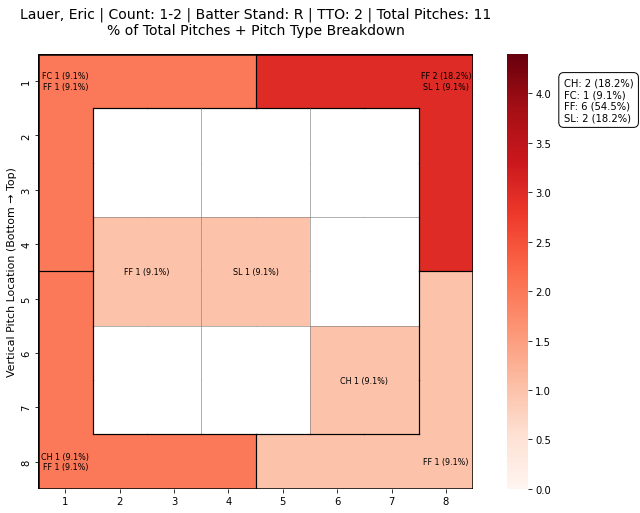 Lauer, Eric | Count: 1-2 | Batter Stand: R | TTO: 2 | Total Pitches: 11
% of Total Pitches + Pitch Type Breakdown
Vertical Pitch Location (Bottom → Top)
1
2
3
4
5
6
7
8
FC 1 (9.1%)
FF 1 (9.1%)
FF 2 (18.2%)
SL 1 (9.1%)
FF 1 (9.1%)
SL 1 (9.1%)
CH 1 (9.1%)
CH 1 (9.1%)
FF 1 (9.1%)
FF 1 (9.1%)
1
2
3
4
5
6
7
8
4.0
3.5
3.0
2.5
2.0
1.5
1.0
0.5
0.0
CH: 2 (18.2%)
FC: 1 (9.1%)
FF: 6 (54.5%)
SL: 2 (18.2%)